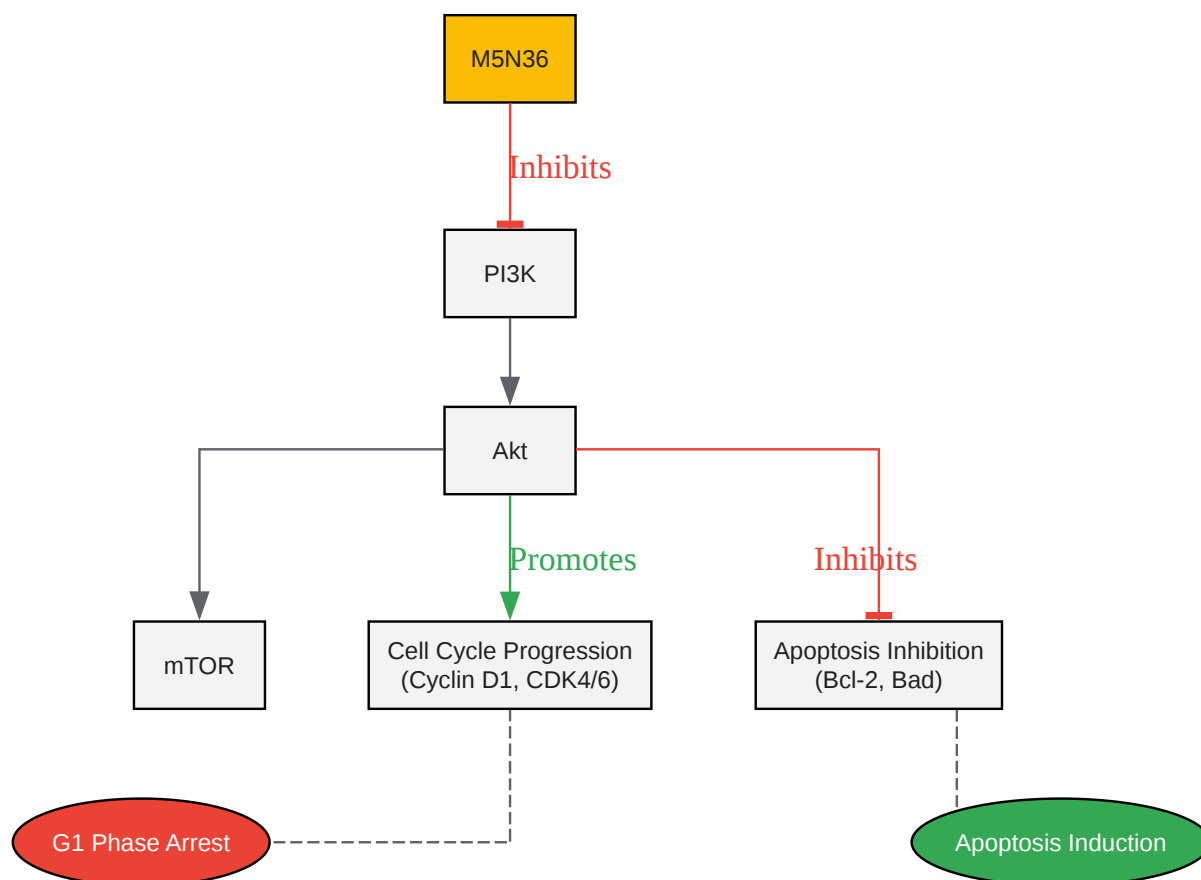 M5N36
Inhibits
PI3K
Akt
Promotes
Inhibits
mTOR
Cell Cycle Progression
(Cyclin D1, CDK4/6)
Apoptosis Inhibition
(Bcl-2, Bad)
G1 Phase Arrest
Apoptosis Induction